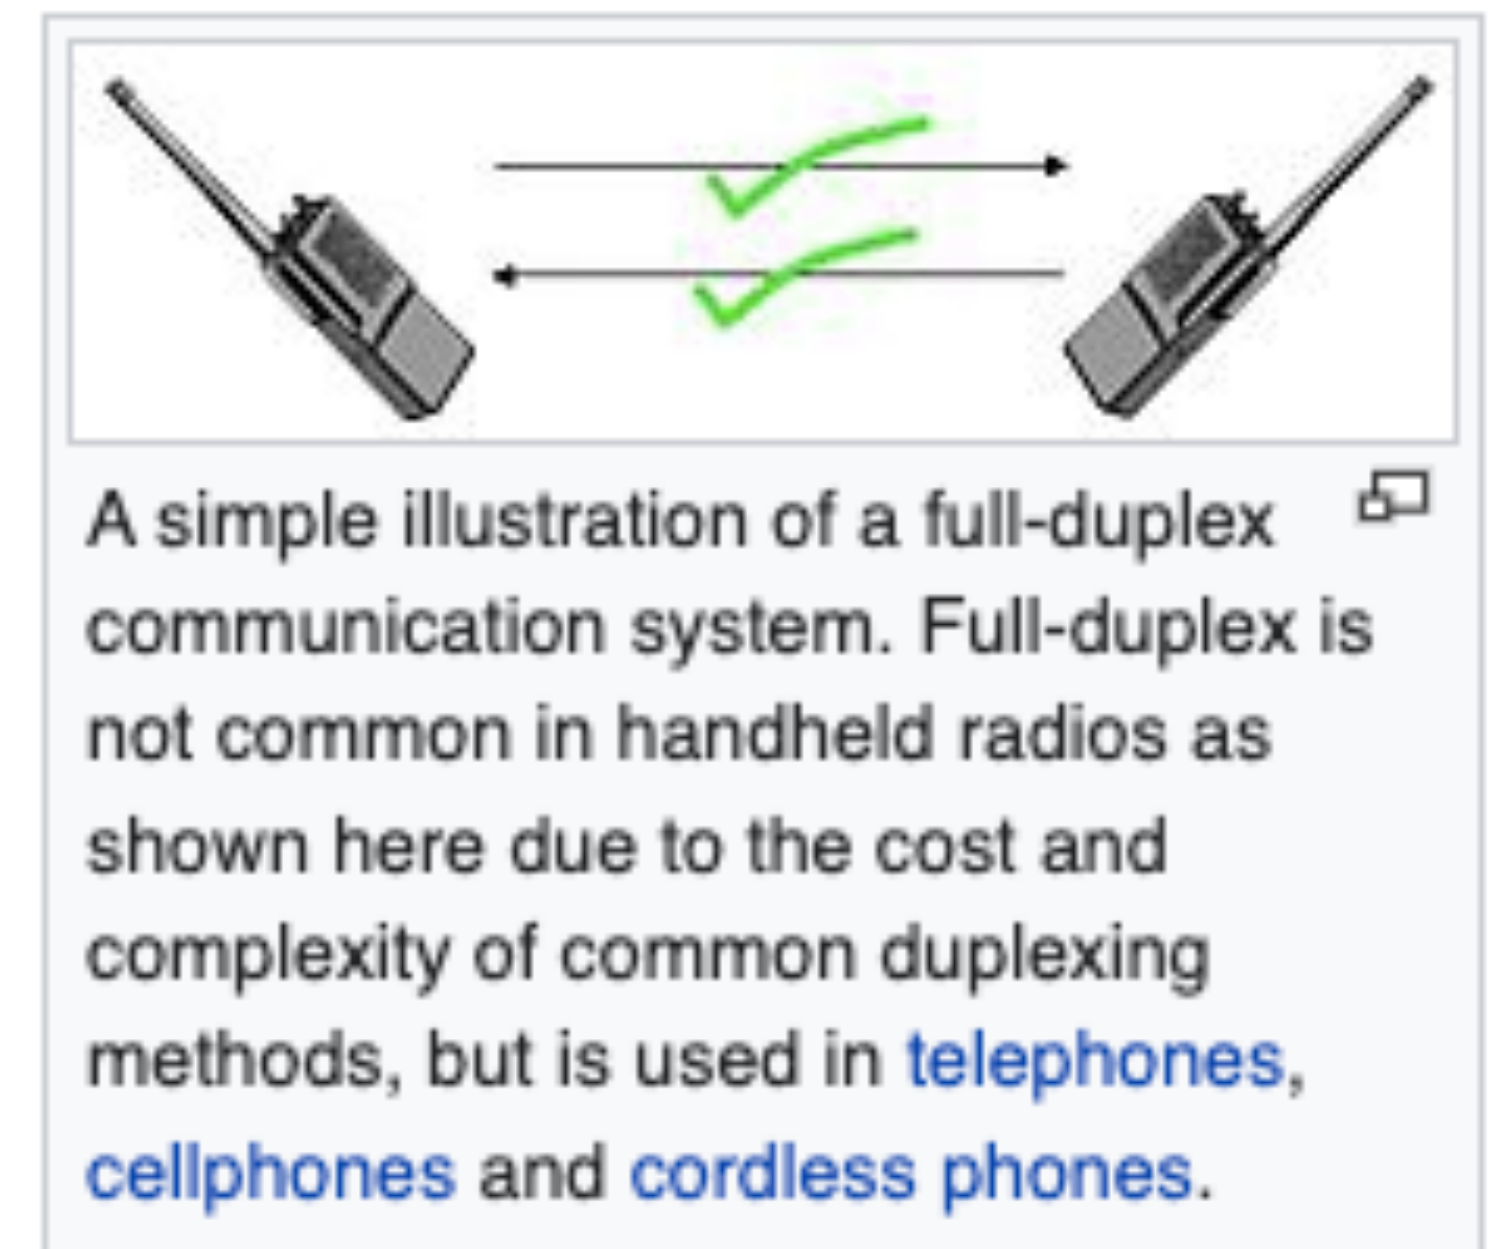 A simple illustration of a full-duplex
communication system. Full-duplex is
not common in handheld radios as
shown here due to the cost and
complexity of common duplexing
methods, but is used in telephones,
cellphones and cordless phones.